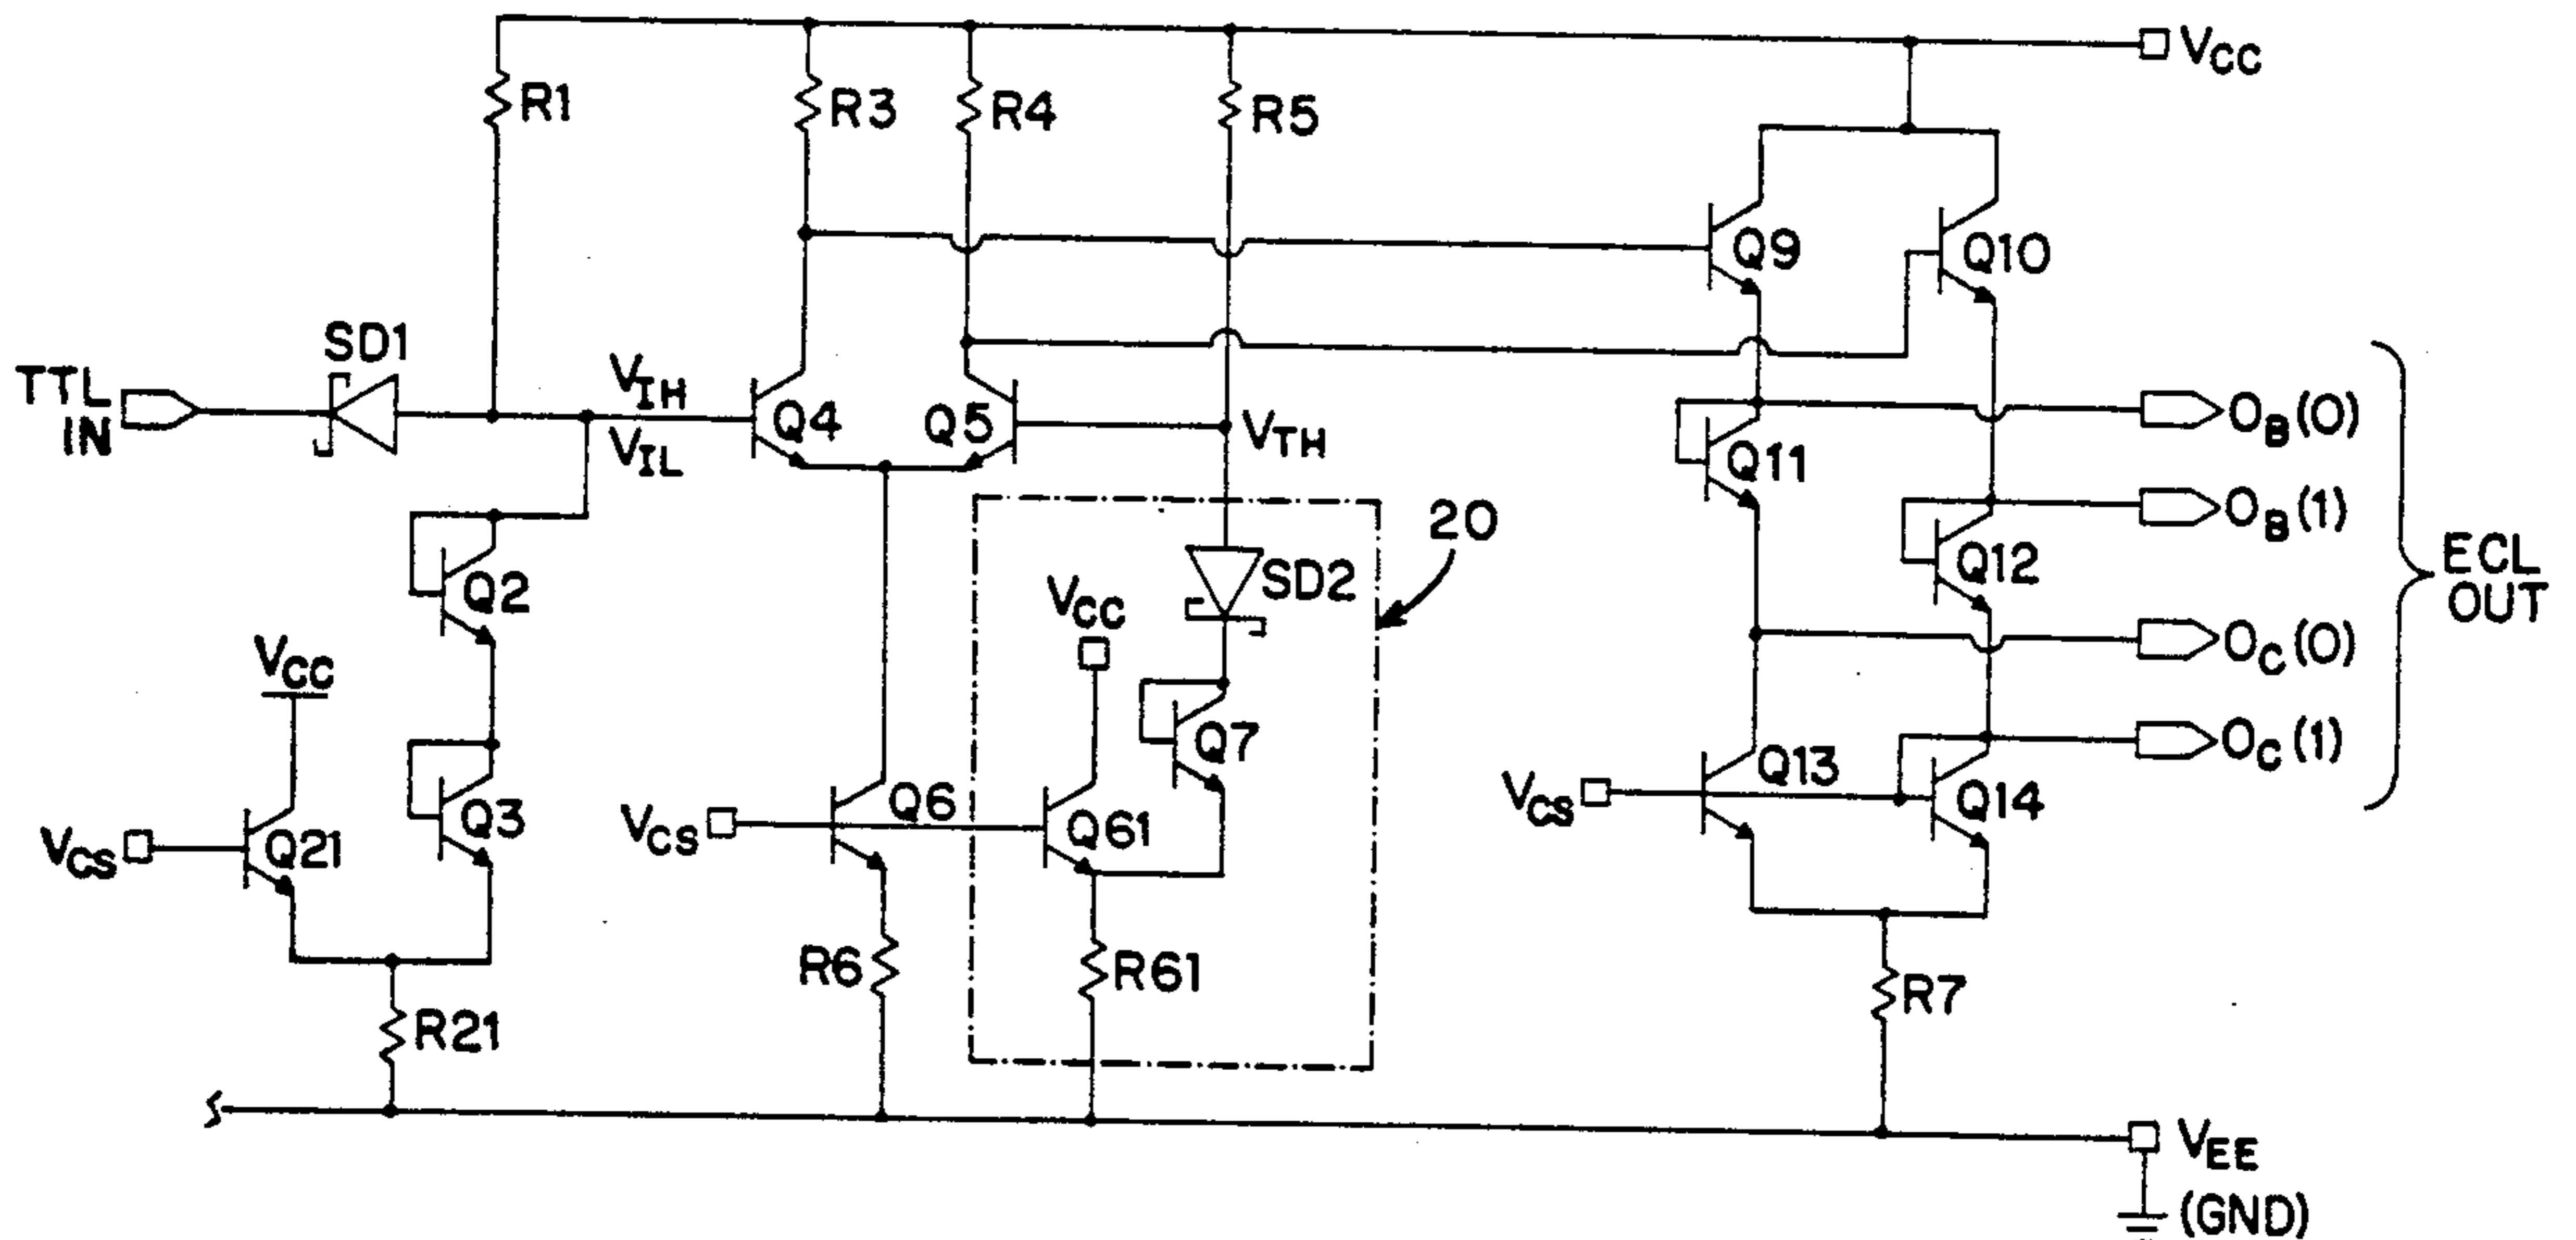 VCC
R1
R3
R4
R5
Q9
Q10
SD1
TTL
IN
VIH
VIL
Q4
Q5
VTH
OB(0)
Q11
OB(1)
20
Q12
ECL
OUT
Q2
SD2
VCC
VCC
OC(0)
Q7
OC(1)
Q13
VCS
Q14
VCS
Q6
Q61
Q3
VCS
Q21
R6
R61
R7
R21
VEE
(GND)